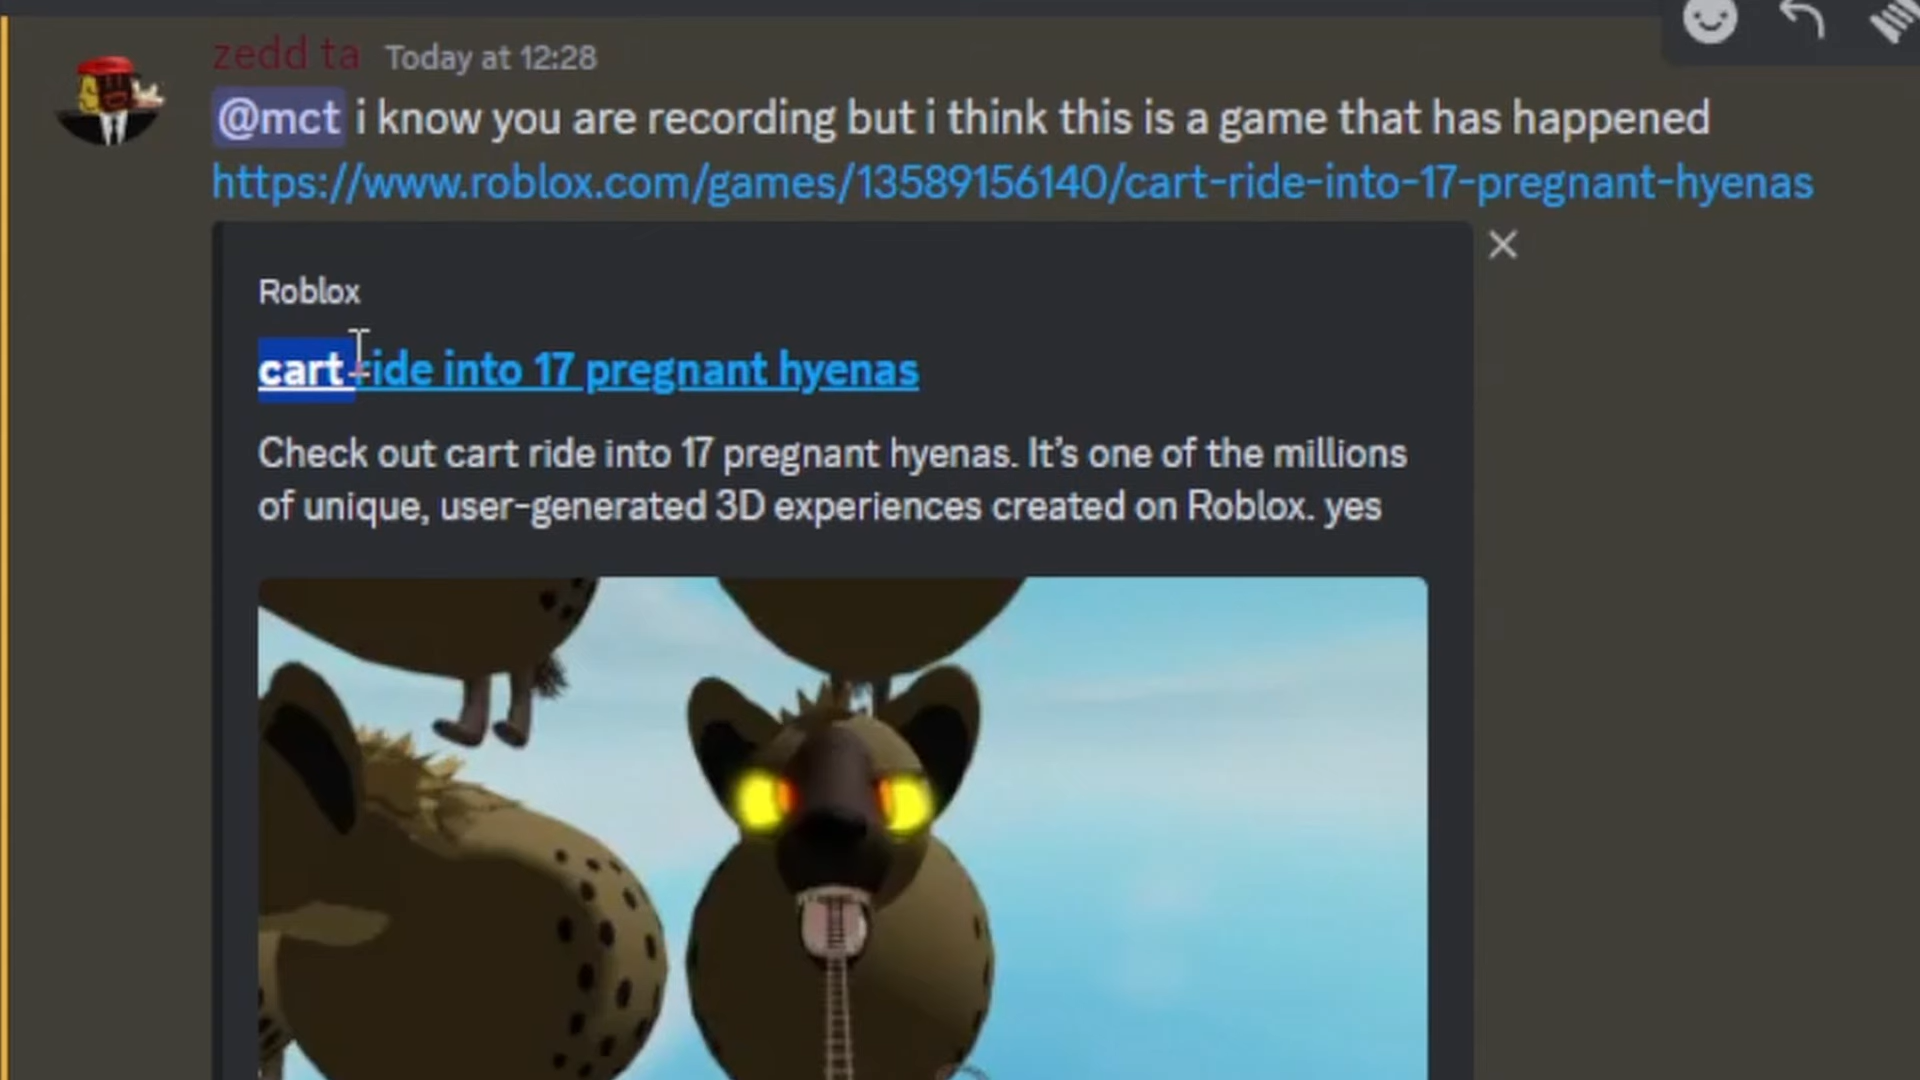 zedd ta Today at 12:28
@mct i know you are recording but i think this is a game that has happened
https://www.roblox.com/games/13589156140/cart-ride-into-17-pregnant-hyenas
Roblox
cart ride into 17 pregnant hyenas
Check out cart ride into 17 pregnant hyenas. It's one of the millions
of unique, user-generated 3D experiences created on Roblox. yes